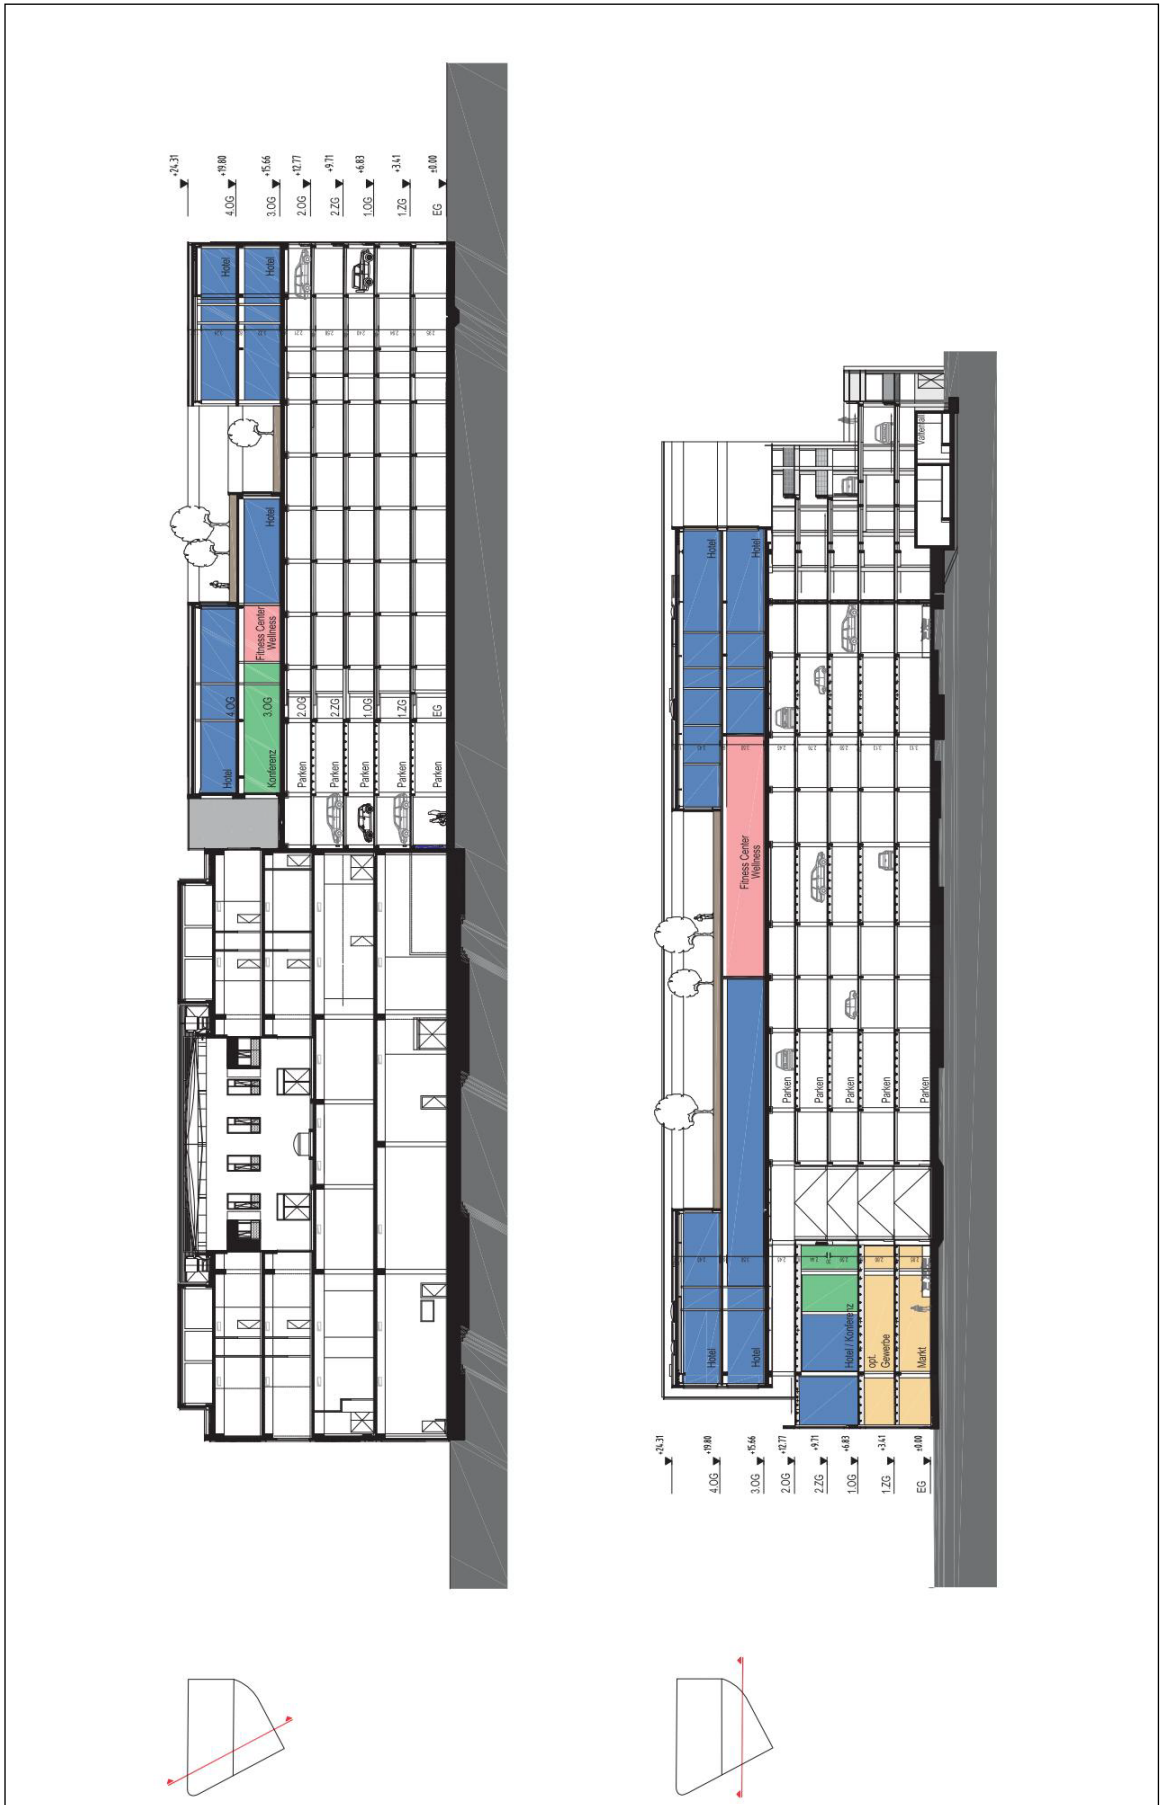 +24.31
+19.80
4.OG
+15.66
3.OG
+12.77
2.OG
+9.71
2.ZG
+6.83
1.OG
+3.41
1.ZG
±0.00
EG
Hotel
Hotel
Hotel
Fitness Center
Wellness
4.OG
Hotel
3.OG
Konferenz
2.OG
Parken
2.ZG
Parken
1.OG
Parken
1.ZG
Parken
EG
Parken
Vattenfall
Hotel
Hotel
Fitness Center
Wellness
Parken
Parken
Parken
Parken
Parken
Hotel
Hotel
Hotel / Konferenz
opt.
Gewerbe
Markt
+24.31
+19.80
4.OG
+15.66
3.OG
+12.77
2.OG
+9.71
2.ZG
+6.83
1.OG
+3.41
1.ZG
±0.00
EG